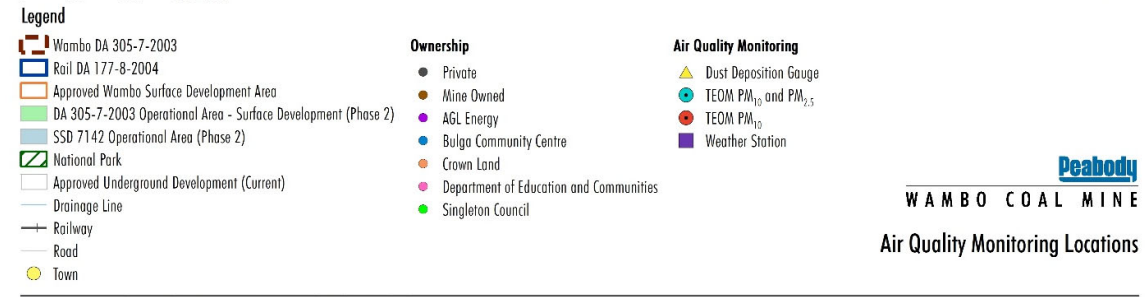 Legend
Wambo DA 305-7-2003
Rail DA 177-8-2004
Approved Wambo Surface Development Area
DA 305-7-2003 Operational Area - Surface Development (Phase 2)
SSD 7142 Operational Area (Phase 2)
National Park
Approved Underground Development (Current)
Drainage Line
Railway
Road
Town
Ownership
Private
Mine Owned
AGL Energy
Bulga Community Centre
Crown Land
Department of Education and Communities
Singleton Council
Air Quality Monitoring
Dust Deposition Gauge
TEOM PM10 and PM2.5
TEOM PM10
Weather Station
Peabody
WAMBO COAL MINE
Air Quality Monitoring Locations